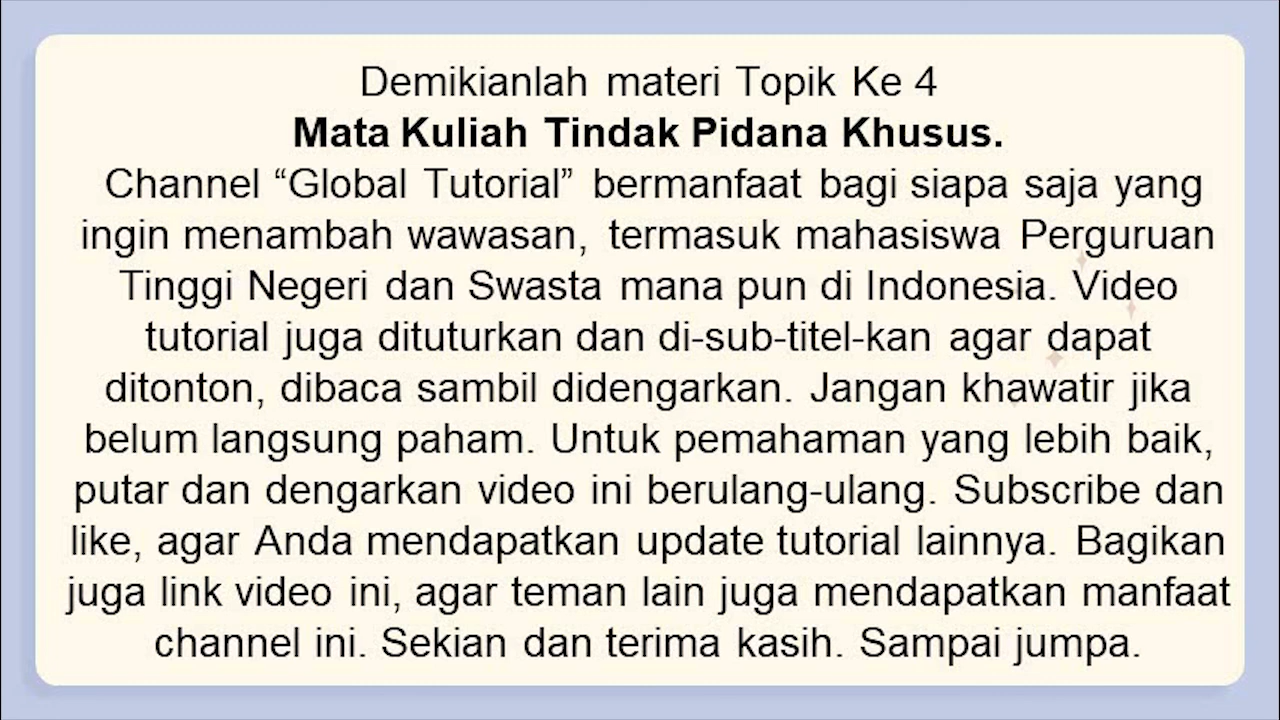 Demikianlah materi Topik Ke 4
Mata Kuliah Tindak Pidana Khusus.
Channel “Global Tutorial” bermanfaat bagi siapa saja yang
ingin menambah wawasan, termasuk mahasiswa Perguruan
Tinggi Negeri dan Swasta mana pun di Indonesia. Video
tutorial juga dituturkan dan di-sub-titel-kan agar dapat
ditonton, dibaca sambil didengarkan. Jangan khawatir jika
belum langsung paham. Untuk pemahaman yang lebih baik,
putar dan dengarkan video ini berulang-ulang. Subscribe dan
like, agar Anda mendapatkan update tutorial lainnya. Bagikan
juga link video ini, agar teman lain juga mendapatkan manfaat
channel ini. Sekian dan terima kasih. Sampai jumpa.